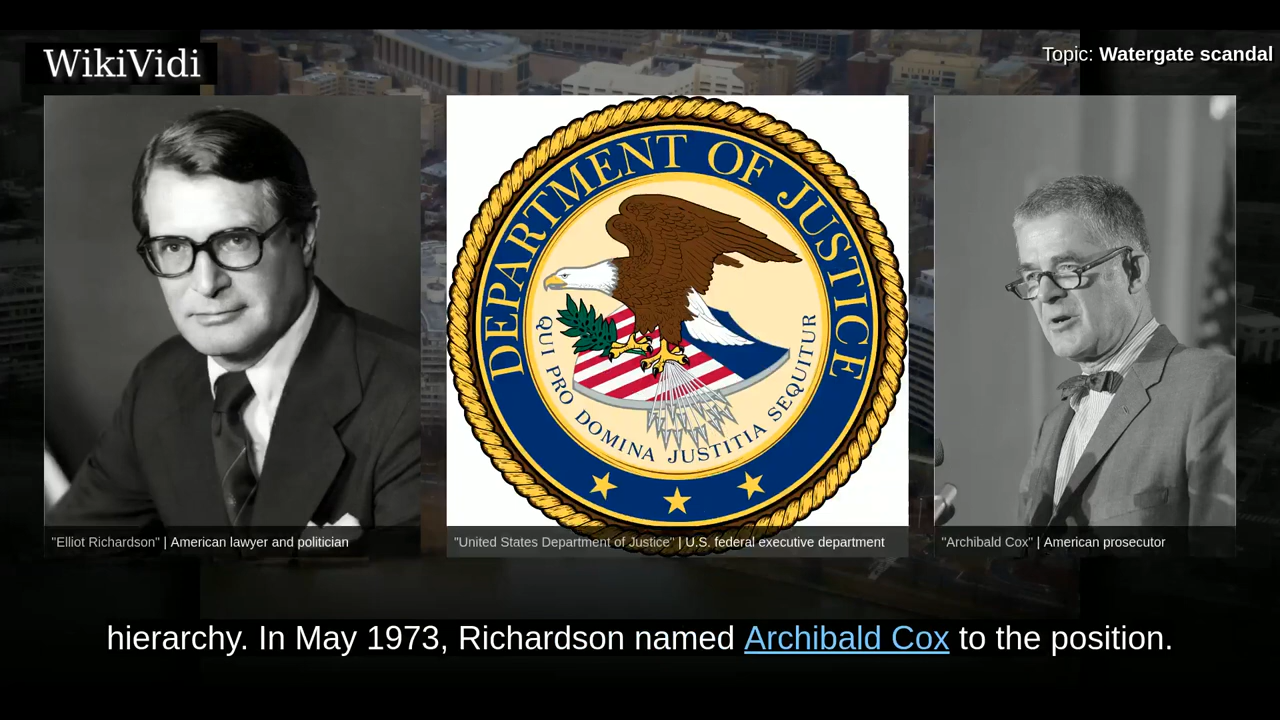 WikiVidi
Topic: Watergate scandal
DEPARTMENT OF JUSTICE
QUI PRO DOMINA JUSTITIA SEQUITUR
"Elliot Richardson" | American lawyer and politician
"United States Department of Justice" | U.S. federal executive department
"Archibald Cox" | American prosecutor
hierarchy. In May 1973, Richardson named Archibald Cox to the position.